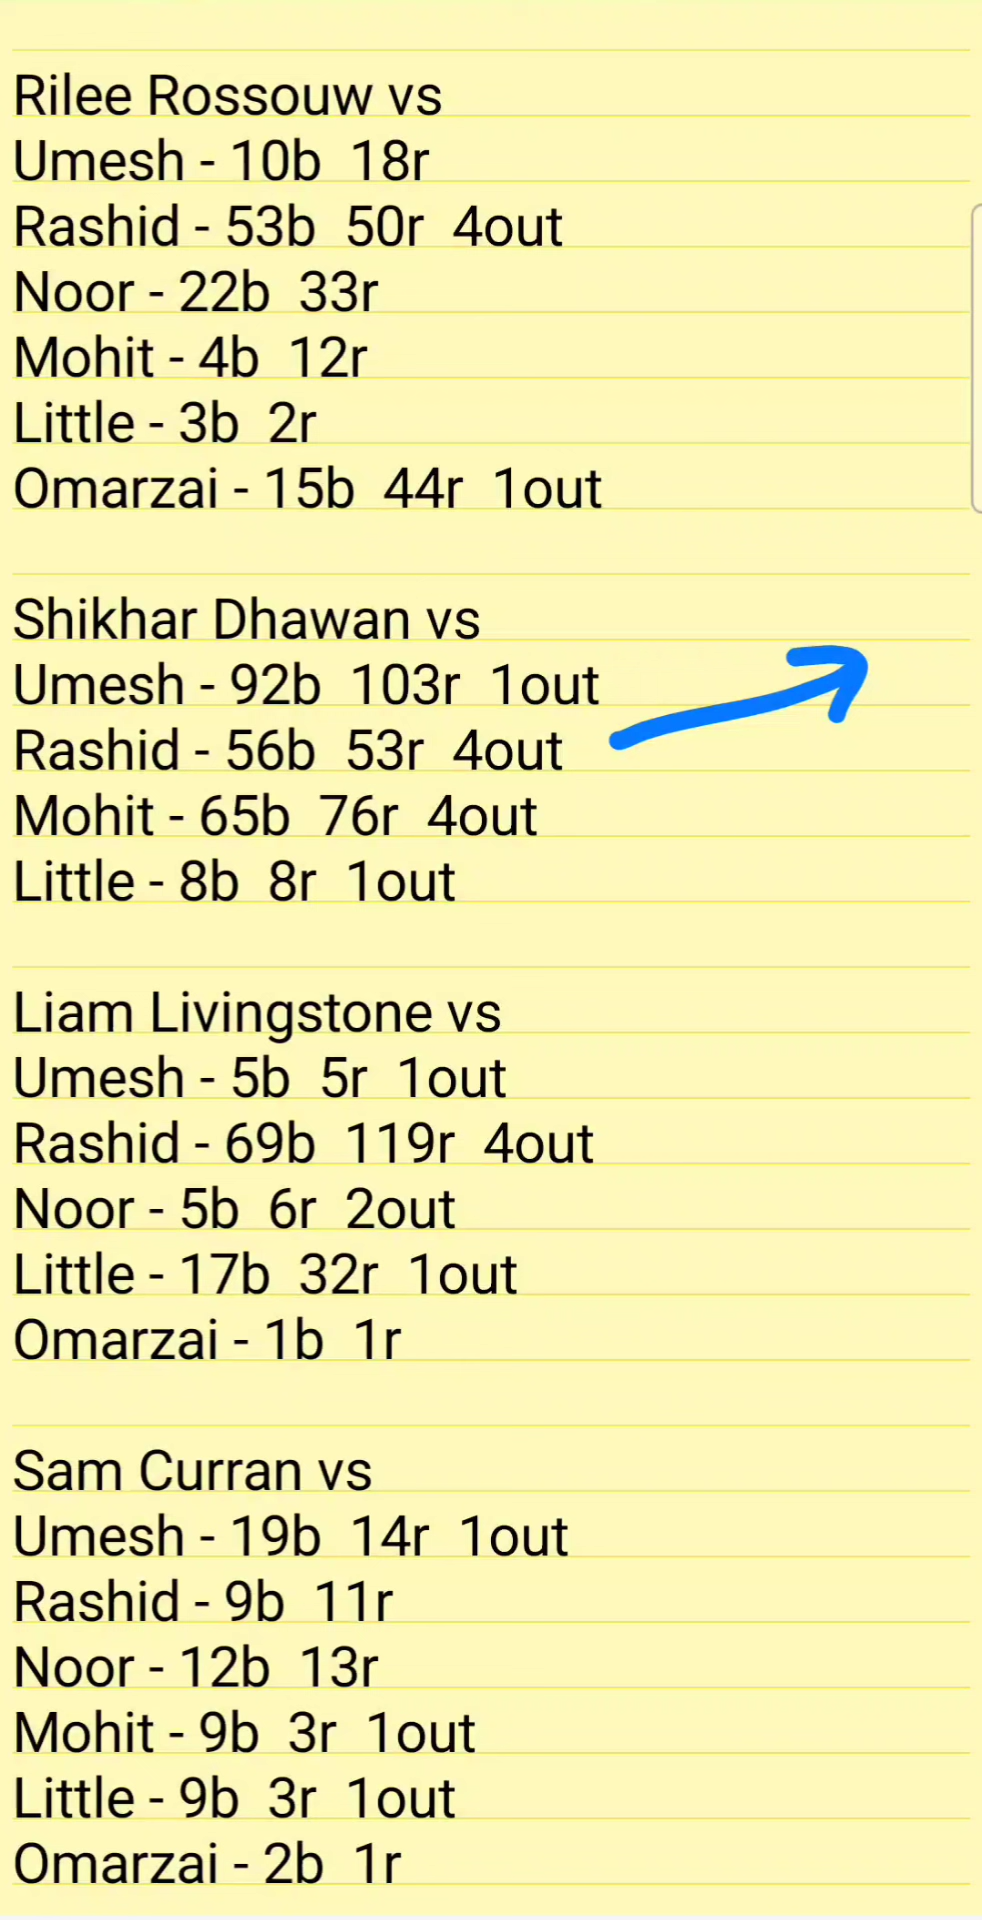 Rilee Rossouw vs
Umesh - 10b 18r
Rashid - 53b 50r 4out
Noor - 22b 33r
Mohit - 4b 12r
Little - 3b 2r
Omarzai - 15b 44r 1out
Shikhar Dhawan vs
Umesh - 92b 103r 1out
Rashid - 56b 53r 4out
Mohit - 65b 76r 4out
Little - 8b 8r 1out
Liam Livingstone vs
Umesh - 5b 5r 1out
Rashid - 69b 119r 4out
Noor - 5b 6r 2out
Little - 17b 32r 1out
Omarzai - 1b 1r
Sam Curran vs
Umesh - 19b 14r 1out
Rashid - 9b 11r
Noor - 12b 13r
Mohit - 9b 3r 1out
Little - 9b 3r 1out
Omarzai - 2b 1r